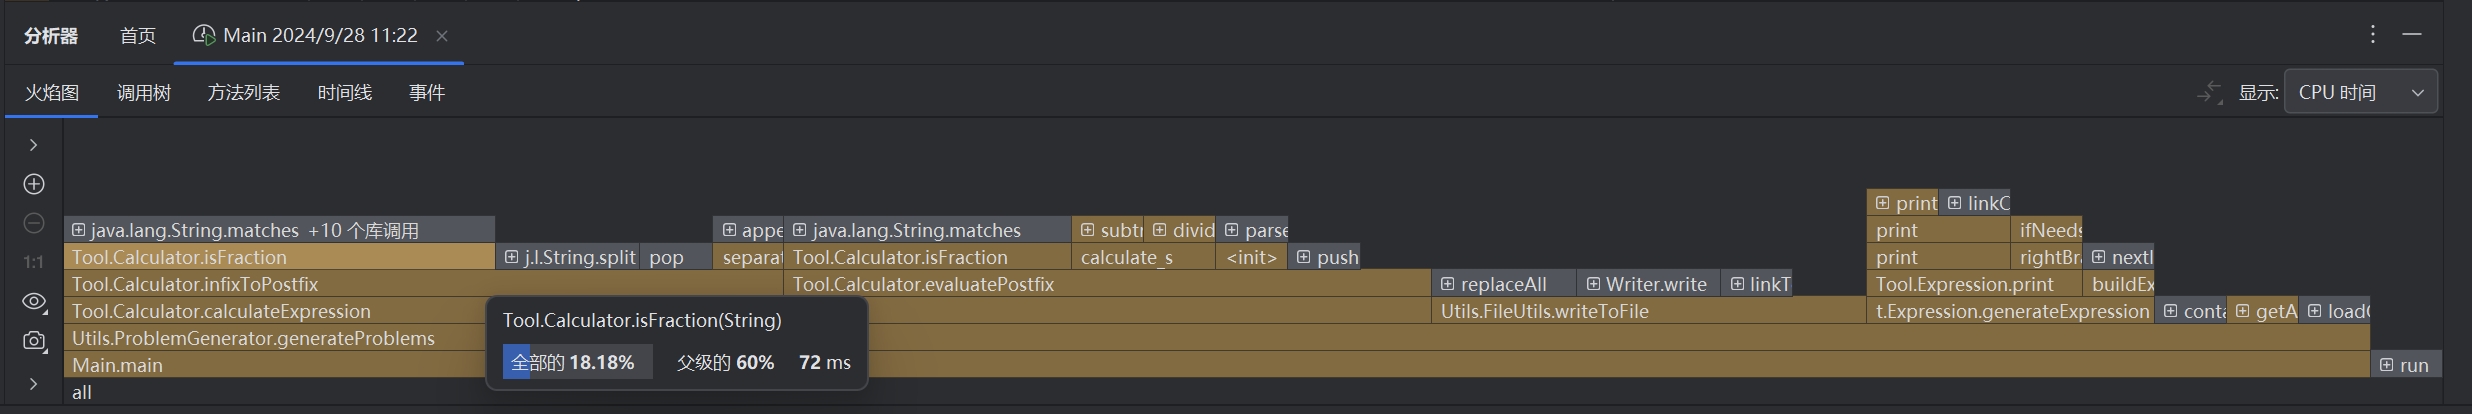 分析器 首页 Main 2024/9/28 11:22
火焰图 调用树 方法列表 时间线 事件 显示: CPU 时间
print linkC
java.lang.String.matches +10 个库调用 appe java.lang.String.matches subtr divid parse print ifNeeds
Tool.Calculator.isFraction j.l.String.split pop separat Tool.Calculator.isFraction calculate_s <init> push print rightBr nextI
1:1
Tool.Calculator.infixToPostfix Tool.Calculator.evaluatePostfix replaceAll Writer.write linkT Tool.Expression.print buildEx
Tool.Calculator.calculateExpression Utils.FileUtils.writeToFile t.Expression.generateExpression conta getA load
Utils.ProblemGenerator.generateProblems
Main.main run
all
Tool.Calculator.isFraction(String)
全部的 18.18% 父级的 60% 72 ms